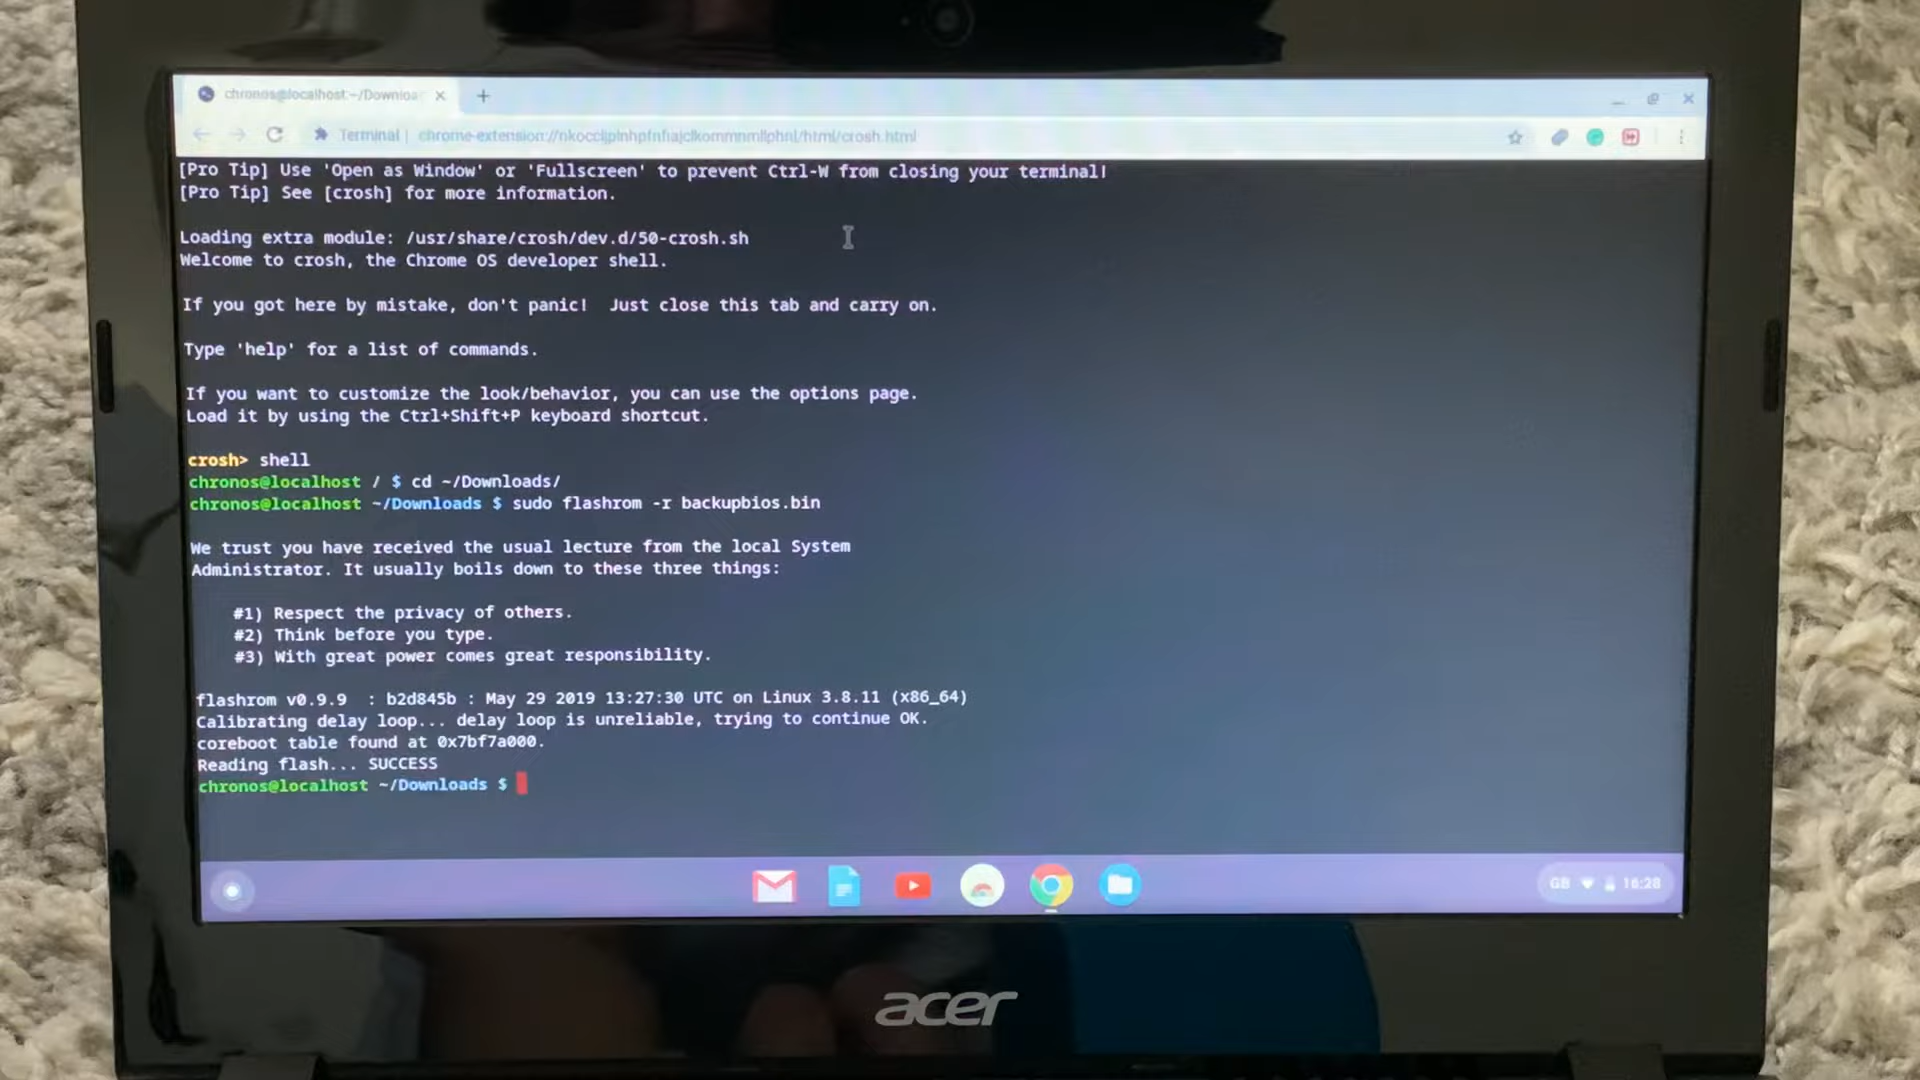 chronos@localhost:~/Downloa
Terminal | chrome-extension://nkoccljplnhpfnfiajclkommnmllphnl/html/crosh.html
[Pro Tip] Use 'Open as Window' or 'Fullscreen' to prevent Ctrl-W from closing your terminal!
[Pro Tip] See [crosh] for more information.
Loading extra module: /usr/share/crosh/dev.d/50-crosh.sh
Welcome to crosh, the Chrome OS developer shell.
If you got here by mistake, don't panic!  Just close this tab and carry on.
Type 'help' for a list of commands.
If you want to customize the look/behavior, you can use the options page.
Load it by using the Ctrl+Shift+P keyboard shortcut.
crosh> shell
chronos@localhost / $ cd ~/Downloads/
chronos@localhost ~/Downloads $ sudo flashrom -r backupbios.bin
We trust you have received the usual lecture from the local System
Administrator. It usually boils down to these three things:
#1) Respect the privacy of others.
#2) Think before you type.
#3) With great power comes great responsibility.
flashrom v0.9.9  : b2d845b : May 29 2019 13:27:30 UTC on Linux 3.8.11 (x86_64)
Calibrating delay loop... delay loop is unreliable, trying to continue OK.
coreboot table found at 0x7bf7a000.
Reading flash... SUCCESS
chronos@localhost ~/Downloads $
GB 16:28
acer